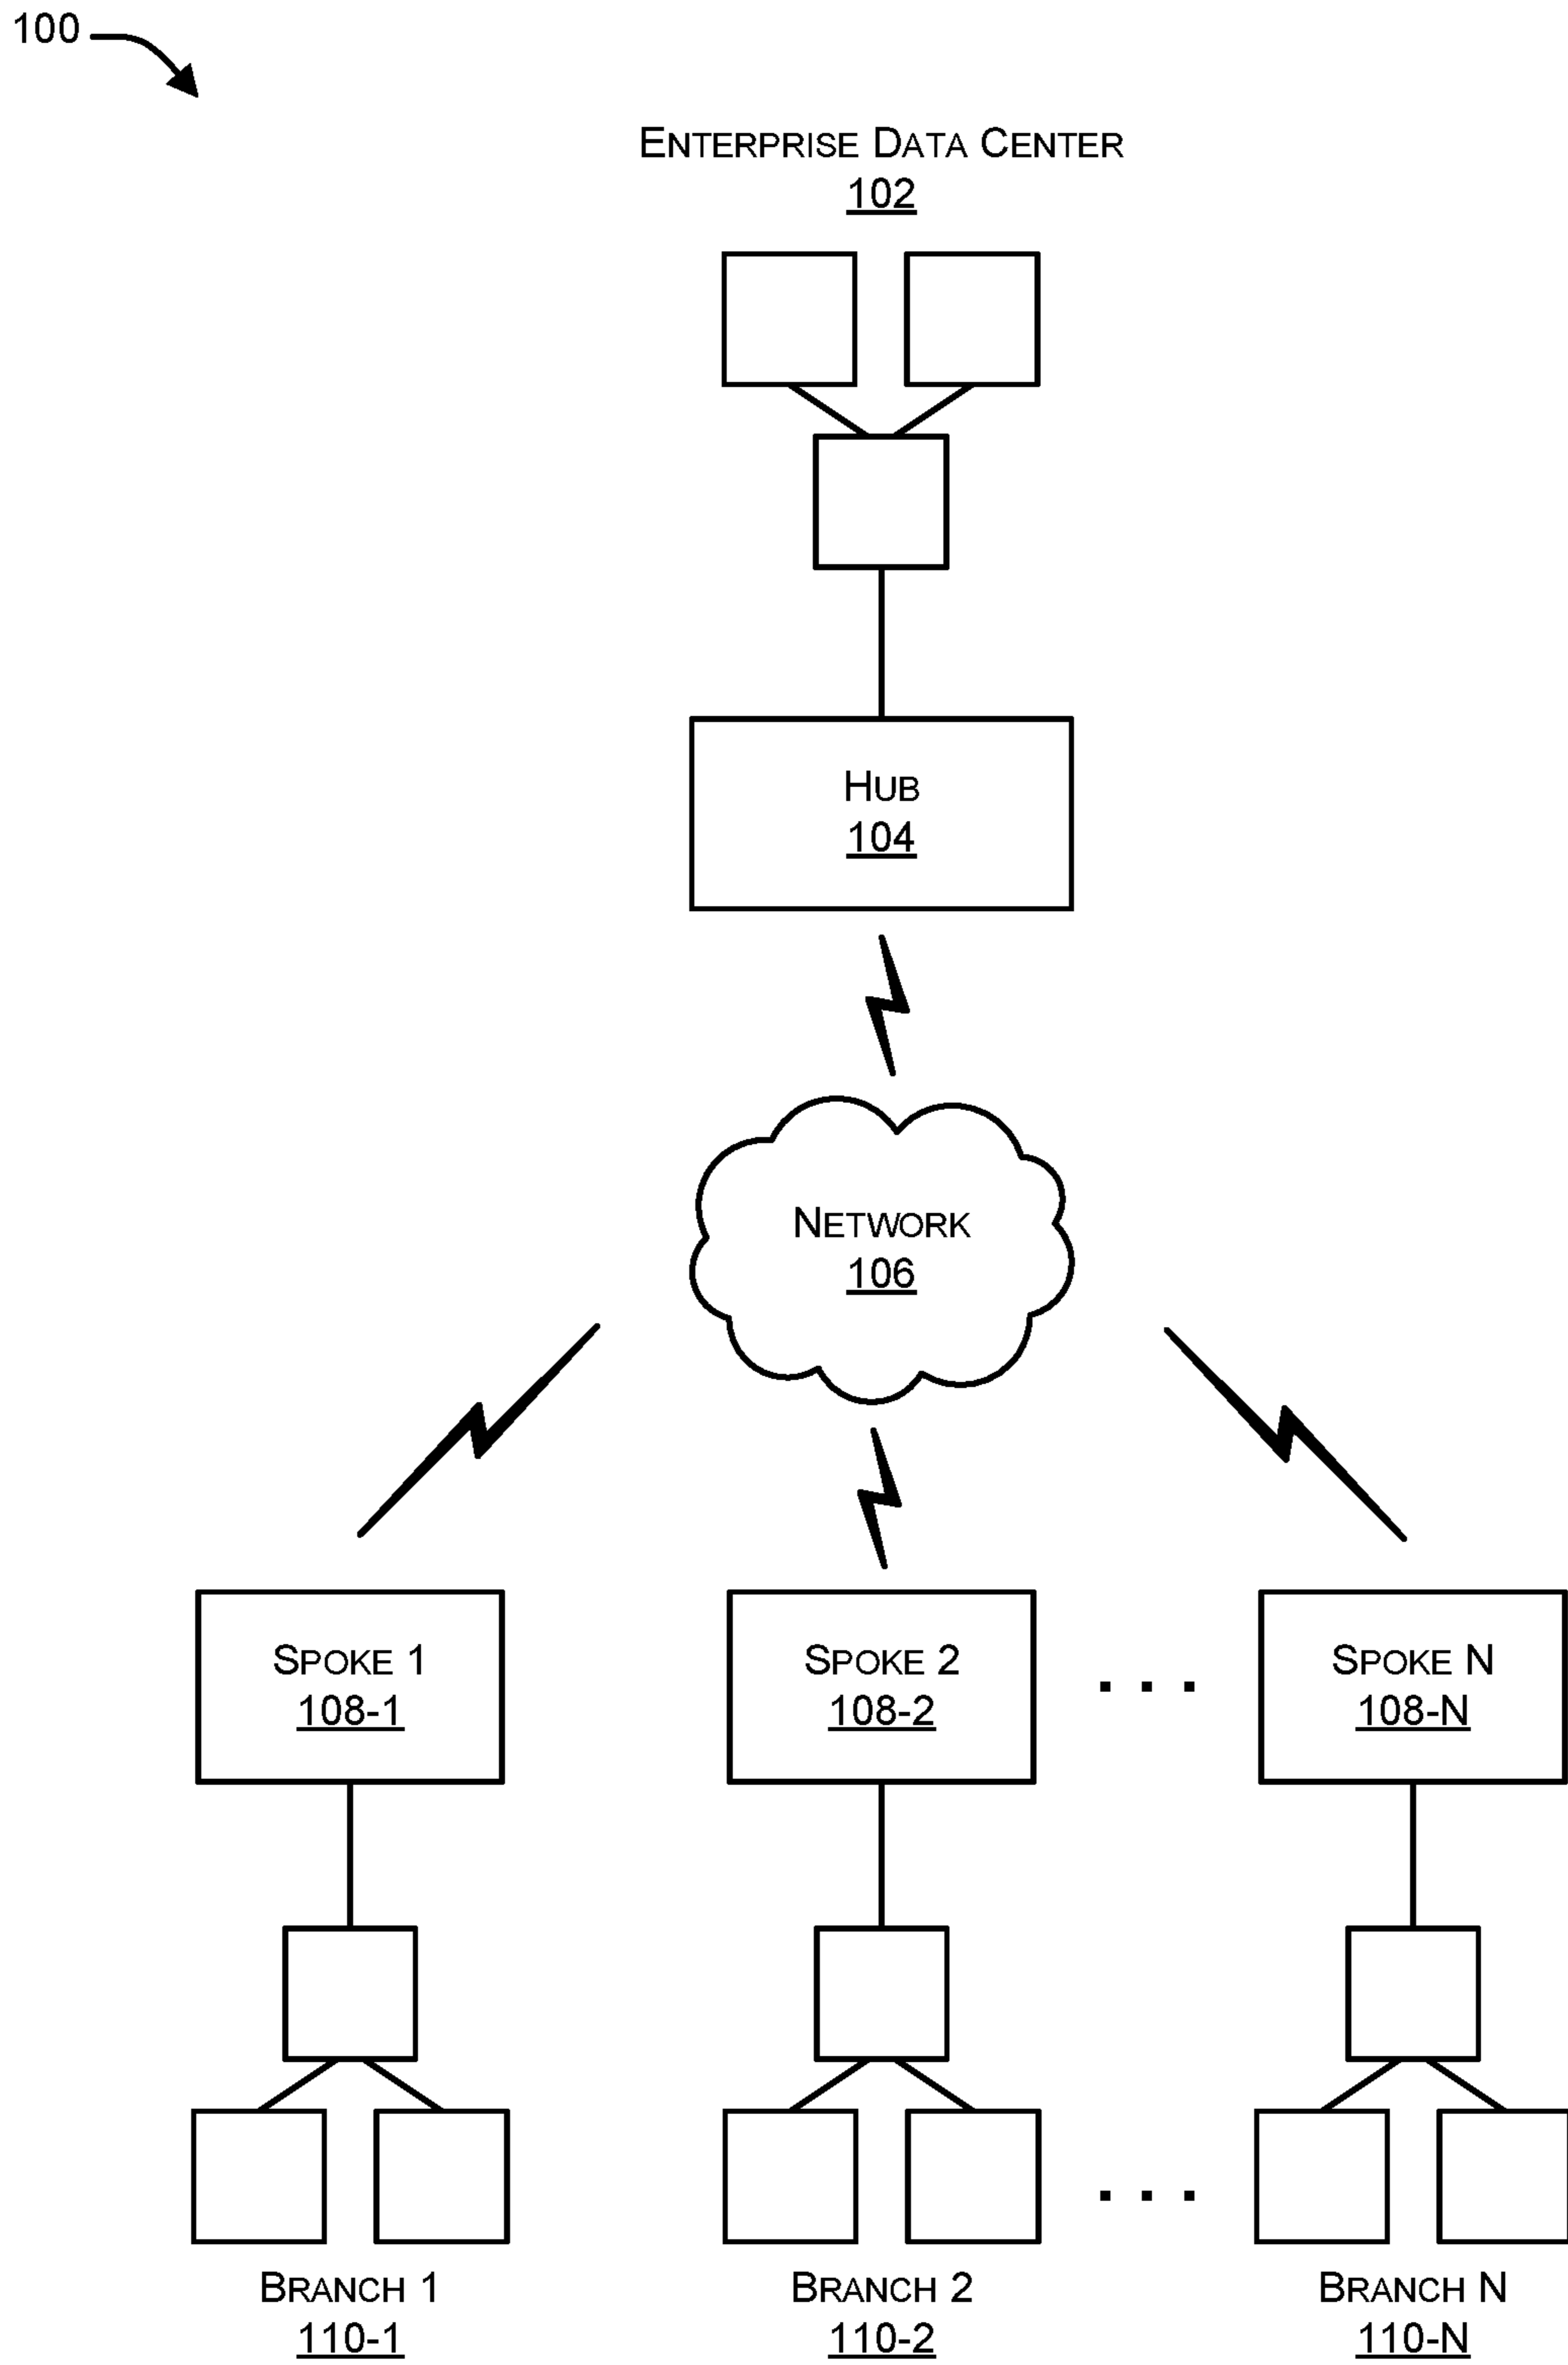 100
ENTERPRISE DATA CENTER
102
HUB
104
NETWORK
106
SPOKE 1
108-1
SPOKE 2
108-2
. . .
SPOKE N
108-N
. . .
BRANCH 1
110-1
BRANCH 2
110-2
BRANCH N
110-N